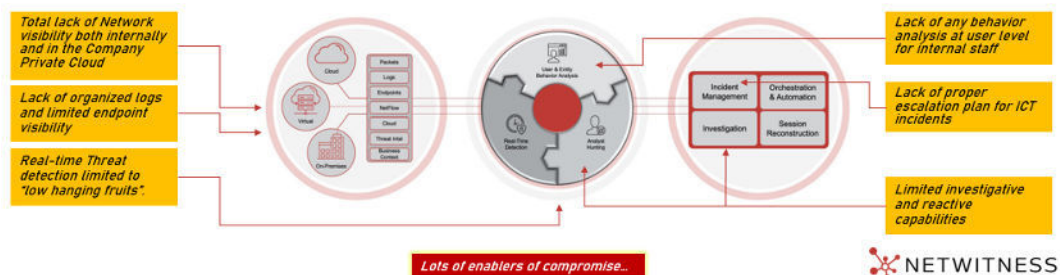 Total lack of Network
visibility both internally
and in the Company
Private Cloud
Lack of organized logs
and limited endpoint
visibility
Real-time Threat
detection limited to
"low hanging fruits".
Cloud
Virtual
On Premises
Packets
Logs
Endpoints
NetFlow
Cloud
Threat Intel
Business
Context
User & Entity
Behavior Analysis
Real-Time
Detection
Analyst
Hunting
Incident
Management
Orchestration
& Automation
Investigation
Session
Reconstruction
Lack of any behavior
analysis at user level
for internal staff
Lack of proper
escalation plan for ICT
incidents
Limited investigative
and reactive
capabilities
Lots of enablers of compromise...
NETWITNESS